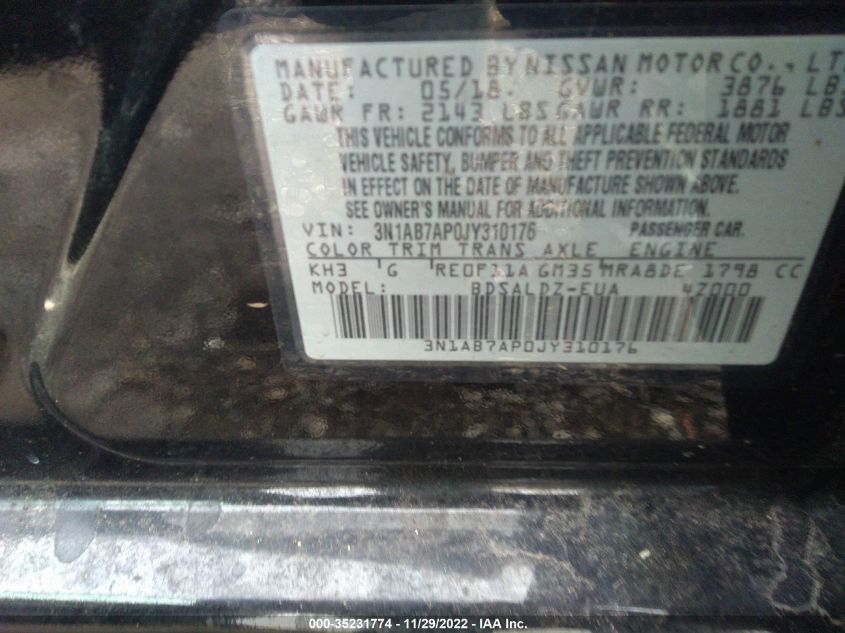 MANUFACTURED BY NISSAN MOTOR CO., LT
DATE: 05/18. GVWR: 3876 LBS
GAWR FR: 2143 LBS GAWR RR: 1881 LBS
THIS VEHICLE CONFORMS TO ALL APPLICABLE FEDERAL MOTOR
VEHICLE SAFETY, BUMPER AND THEFT PREVENTION STANDARDS
IN EFFECT ON THE DATE OF MANUFACTURE SHOWN ABOVE.
SEE OWNER'S MANUAL FOR ADDITIONAL INFORMATION.
VIN: 3N1AB7AP0JY310176 PASSENGER CAR.
COLOR TRIM TRANS AXLE ENGINE
KH3 G RE0F11A GM35 MRA8DE 1798 CC
MODEL: BDSALDZ-EUA 4Z000
3N1AB7AP0JY310176
000-35231774 - 11/29/2022 - IAA Inc.